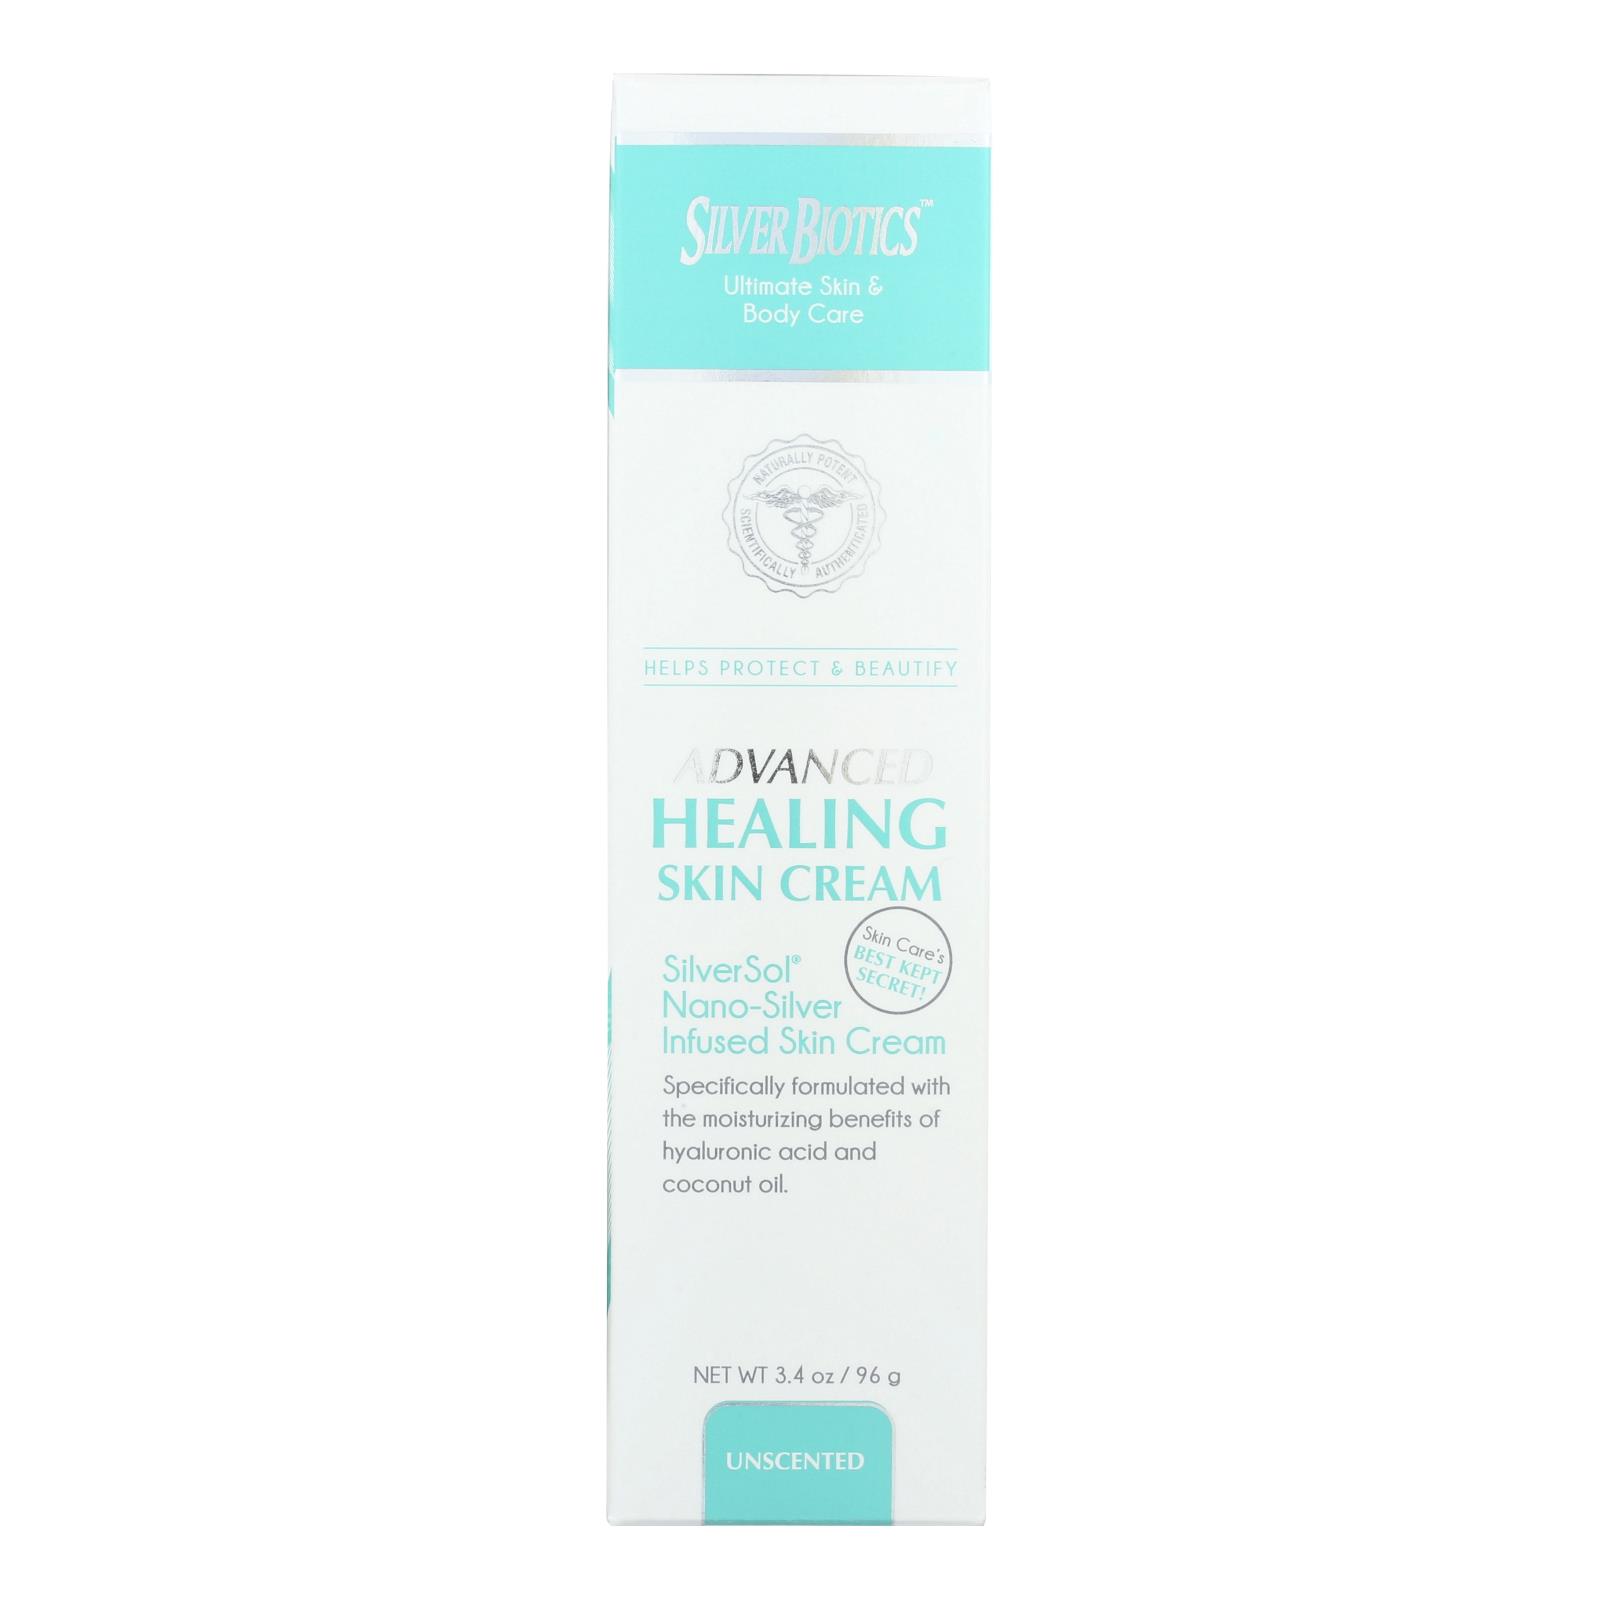 SILVER BIOTICS™
Ultimate Skin &
Body Care
NATURALLY POTENT
SCIENTIFICALLY AUTHENTICATED
HELPS PROTECT & BEAUTIFY
ADVANCED
HEALING
SKIN CREAM
Skin Care's
BEST KEPT
SECRET!
SilverSol®
Nano-Silver
Infused Skin Cream
Specifically formulated with
the moisturizing benefits of
hyaluronic acid and
coconut oil.
NET WT 3.4 oz / 96 g
UNSCENTED